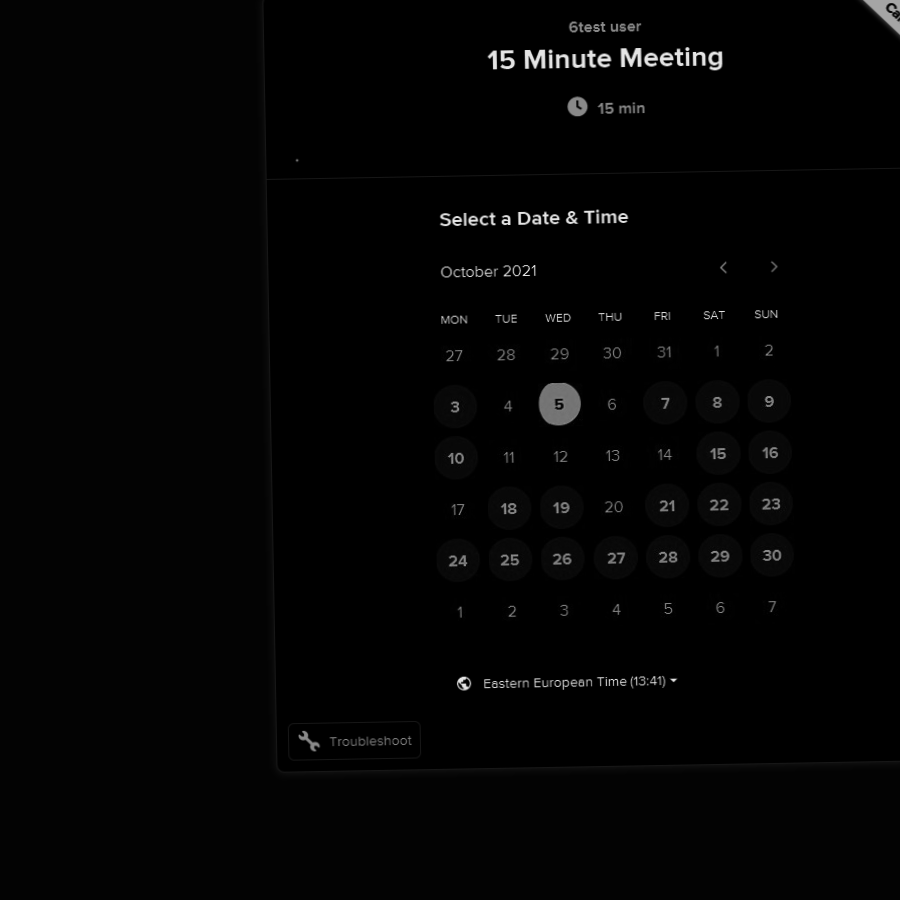 6test user
15 Minute Meeting
15 min
Select a Date & Time
October 2021
MON TUE WED THU FRI SAT SUN
27 28 29 30 31 1 2
3 4 5 6 7 8 9
10 11 12 13 14 15 16
17 18 19 20 21 22 23
24 25 26 27 28 29 30
1 2 3 4 5 6 7
Eastern European Time (13:41)
Troubleshoot